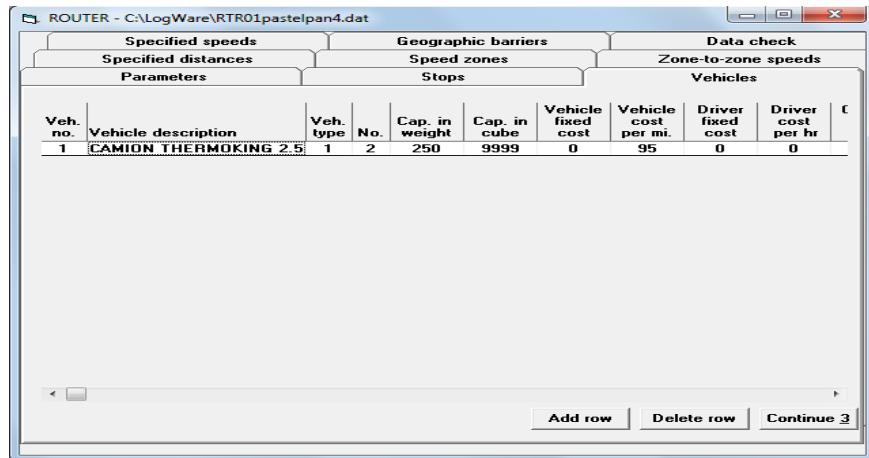 ROUTER - C:\LogWare\RTR01pastelpan4.dat
Specified speeds Geographic barriers Data check
Specified distances Speed zones Zone-to-zone speeds
Parameters Stops Vehicles
Veh. no. Vehicle description Veh. type No. Cap. in weight Cap. in cube Vehicle fixed cost Vehicle cost per mi. Driver fixed cost Driver cost per hr
1 CAMION THERMOKING 2.5 1 2 250 9999 0 95 0 0
Add row Delete row Continue 3